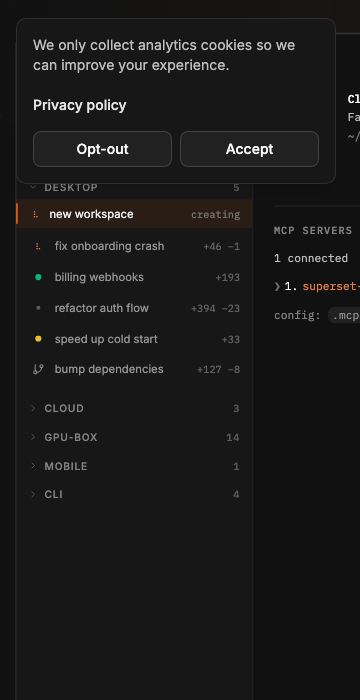 We only collect analytics cookies so we
can improve your experience.
Privacy policy
Opt-out
Accept
DESKTOP 5
new workspace creating
fix onboarding crash +46 −1
billing webhooks +193
refactor auth flow +394 −23
speed up cold start +33
bump dependencies +127 −8
CLOUD 3
GPU-BOX 14
MOBILE 1
CLI 4
Cl
Fa
~/
MCP SERVERS
1 connected
❯ 1. superset-
config: .mcp